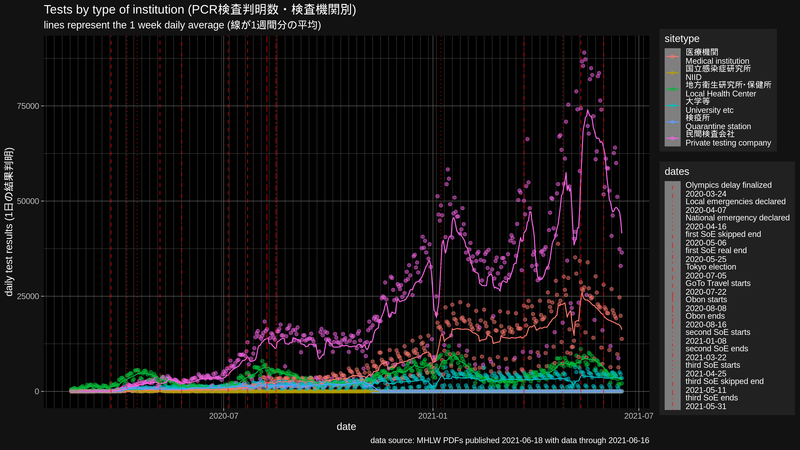 Tests by type of institution (PCR検査判明数・検査機関別)
lines represent the 1 week daily average (線が1週間分の平均)
daily test results (1日の結果判明)
75000
50000
25000
0
2020-07
2021-01
2021-07
date
data source: MHLW PDFs published 2021-06-18 with data through 2021-06-16
sitetype
医療機関
Medical institution
国立感染症研究所
NIID
地方衛生研究所･保健所
Local Health Center
大学等
University etc
検疫所
Quarantine station
民間検査会社
Private testing company
dates
Olympics delay finalized
2020-03-24
Local emergencies declared
2020-04-07
National emergency declared
2020-04-16
first SoE skipped end
2020-05-06
first SoE real end
2020-05-25
Tokyo election
2020-07-05
GoTo Travel starts
2020-07-22
Obon starts
2020-08-08
Obon ends
2020-08-16
second SoE starts
2021-01-08
second SoE ends
2021-03-22
third SoE starts
2021-04-25
third SoE skipped end
2021-05-11
third SoE ends
2021-05-31